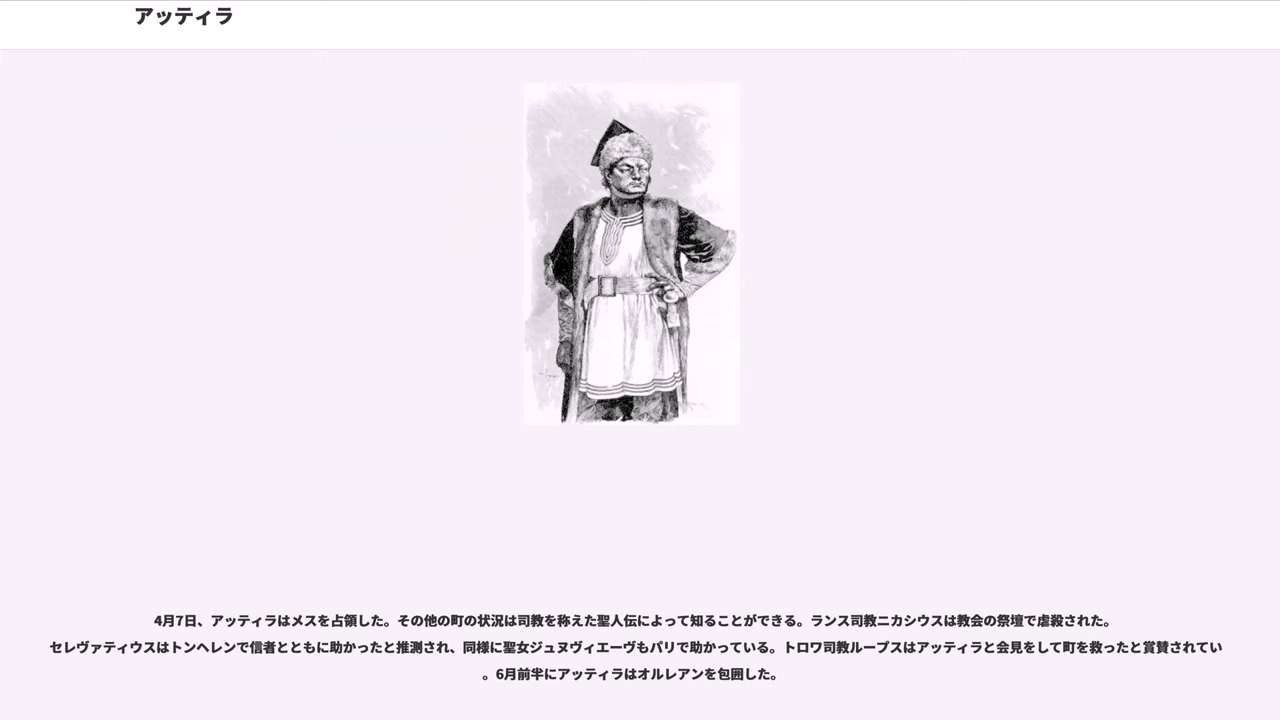 アッティラ
4月7日、アッティラはメスを占領した。その他の町の状況は司教を称えた聖人伝によって知ることができる。ランス司教ニカシウスは教会の祭壇で虐殺された。
セレヴァティウスはトンヘレンで信者とともに助かったと推測され、同様に聖女ジュヌヴィエーヴもパリで助かっている。トロワ司教ループスはアッティラと会見をして町を救ったと賞賛されてい
。6月前半にアッティラはオルレアンを包囲した。